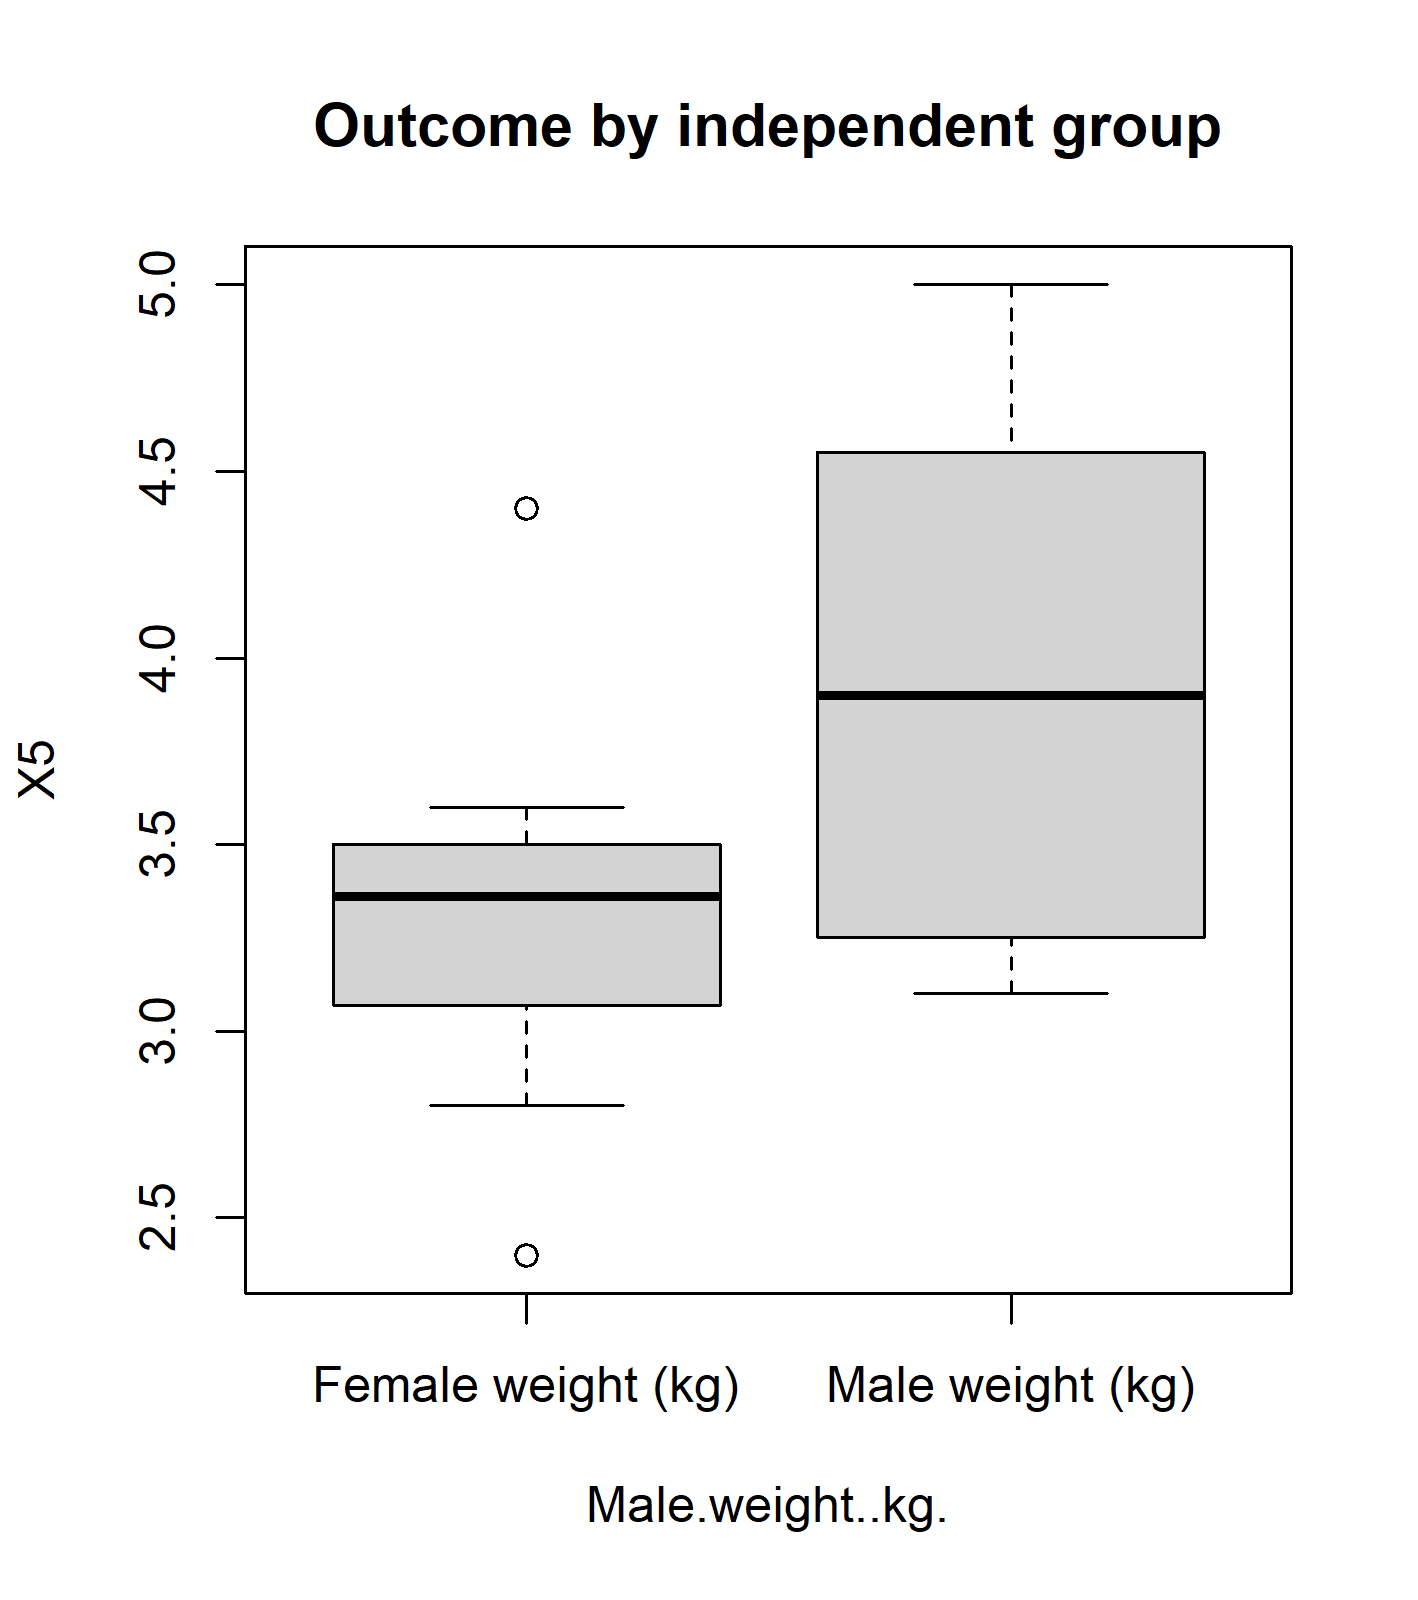 Outcome by independent group
5.0
4.5
4.0
3.5
3.0
2.5
X5
Female weight (kg)
Male weight (kg)
Male.weight..kg.